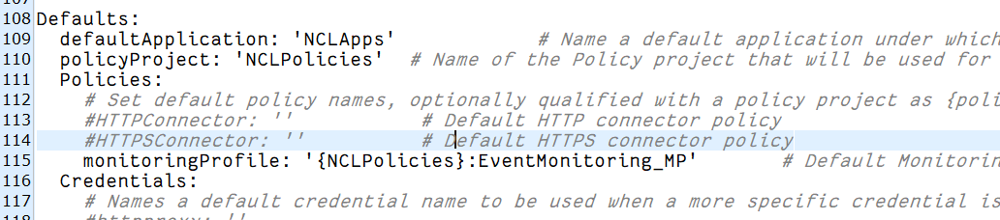 108 Defaults:
109 defaultApplication: 'NCLApps' # Name a default application under which
110 policyProject: 'NCLPolicies' # Name of the Policy project that will be used for
111 Policies:
112 # Set default policy names, optionally qualified with a policy project as {poli
113 #HTTPConnector: '' # Default HTTP connector policy
114 #HTTPSConnector: '' # Default HTTPS connector policy
115 monitoringProfile: '{NCLPolicies}:EventMonitoring_MP' # Default Monitorin
116 Credentials:
117 # Names a default credential name to be used when a more specific credential is